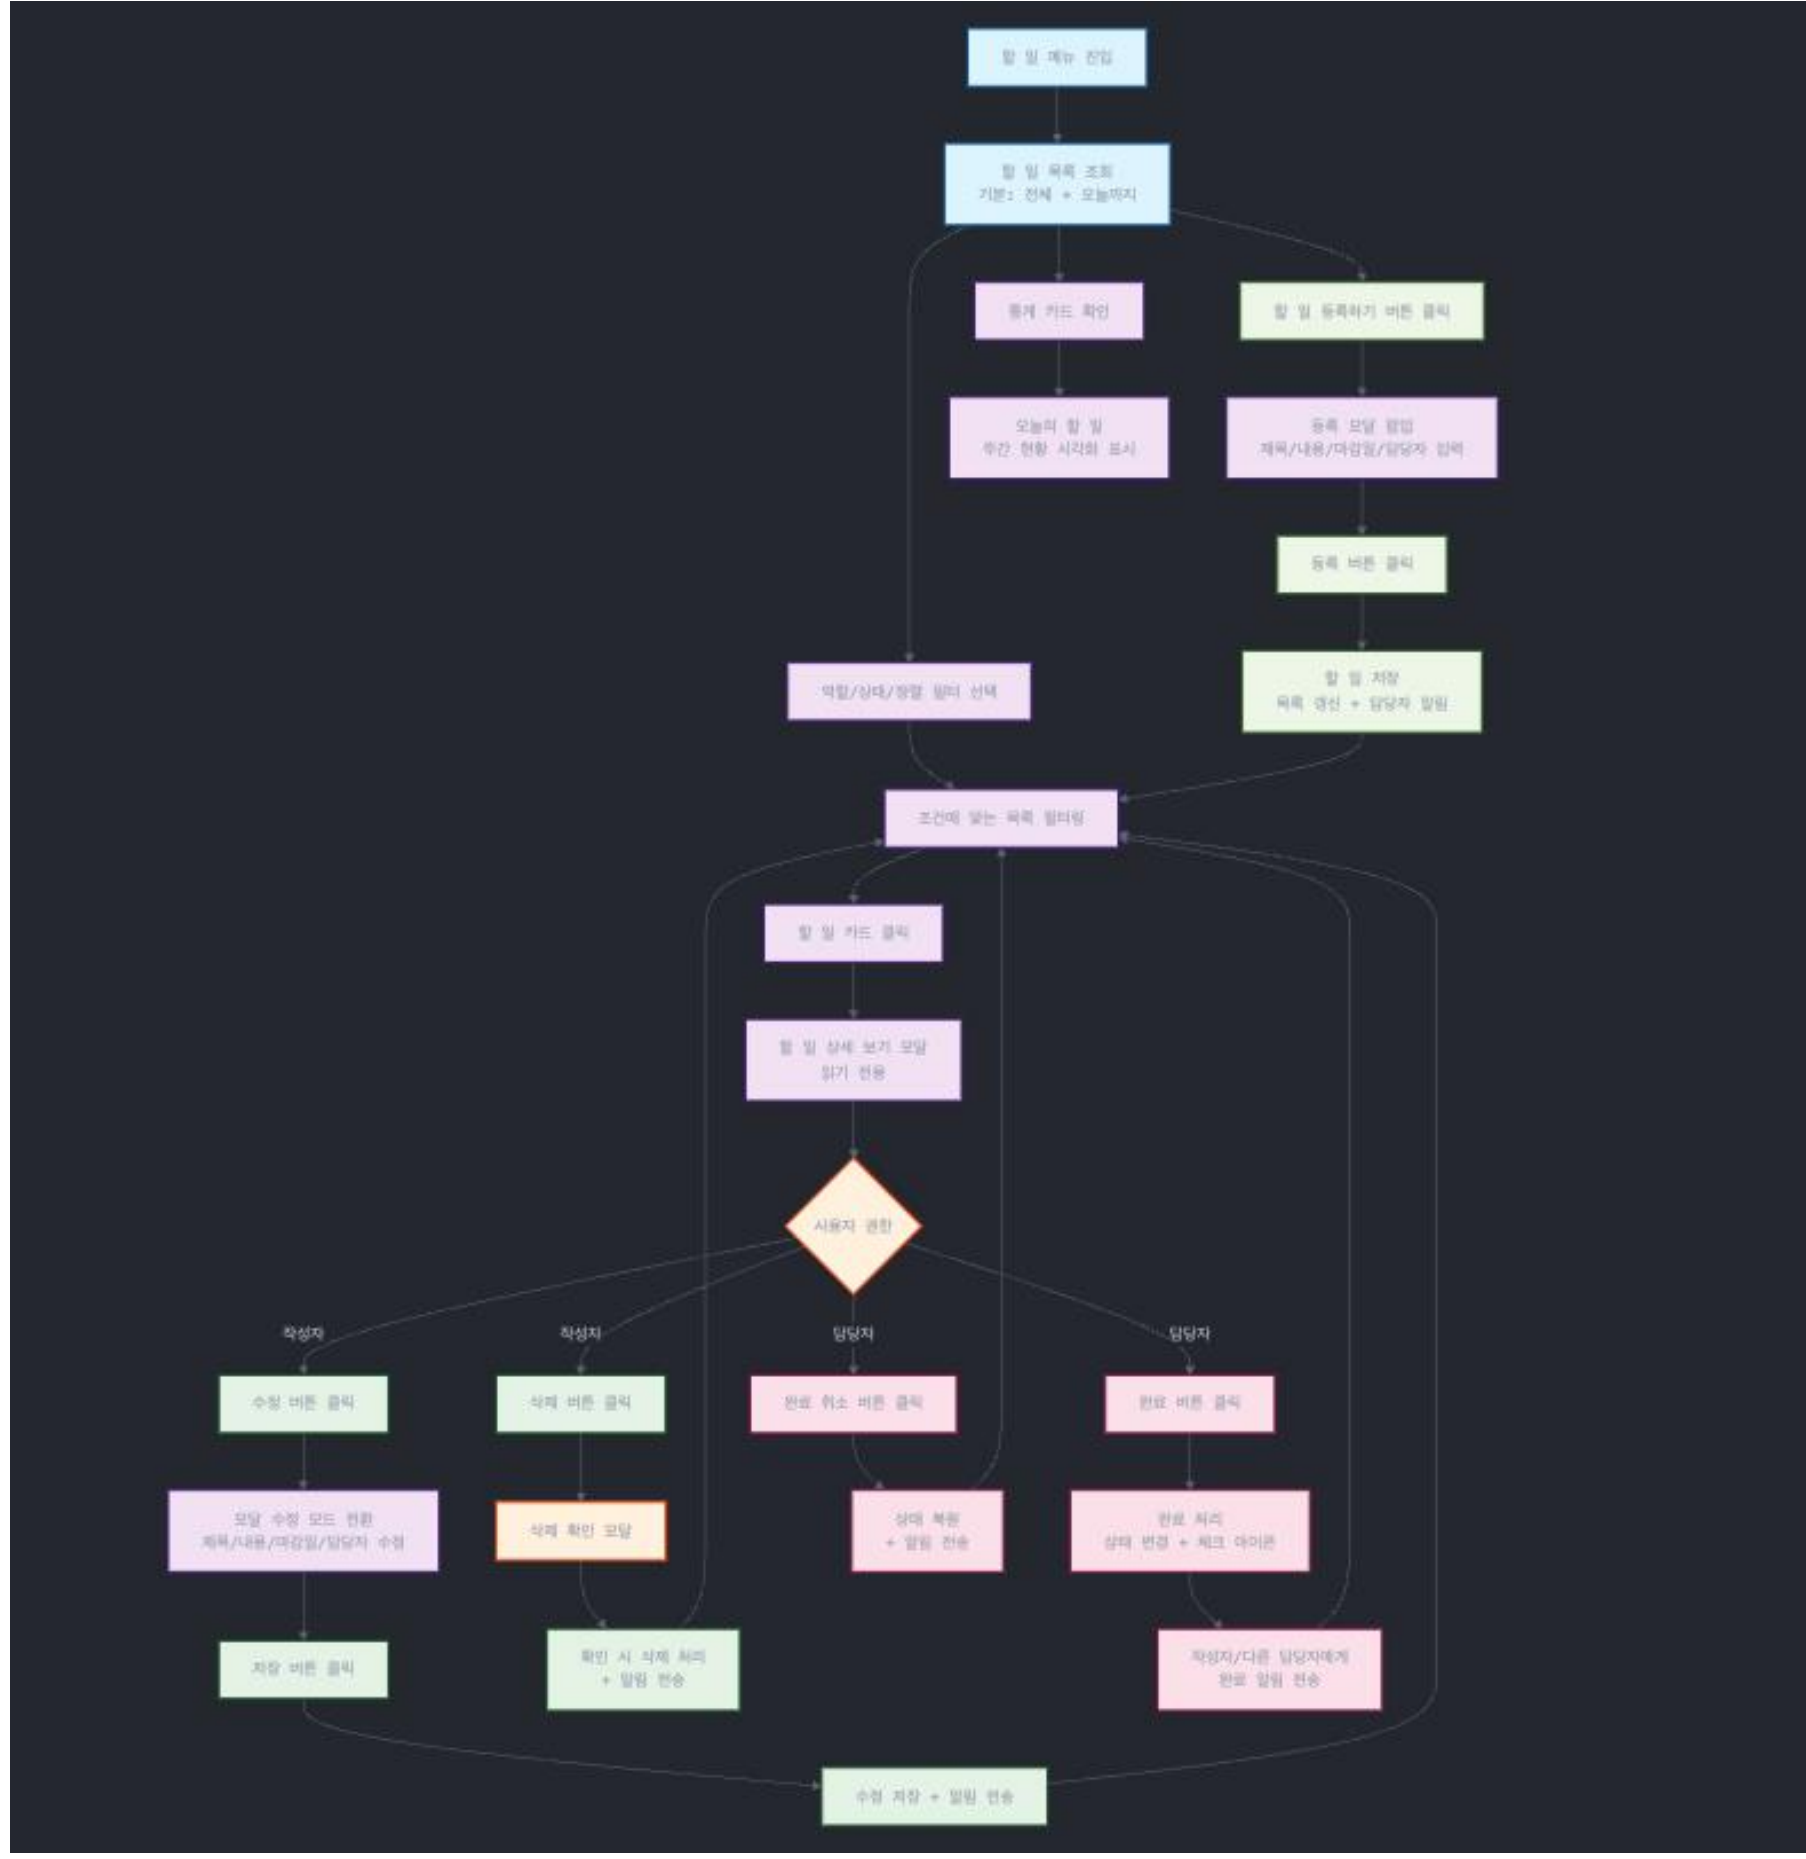 할 일 메뉴 진입
할 일 목록 조회
기본: 전체 + 오늘까지
통계 카드 확인
할 일 등록하기 버튼 클릭
오늘의 할 일
주간 현황 시각화 표시
등록 모달 팝업
제목/내용/마감일/담당자 입력
등록 버튼 클릭
역할/상태/정렬 필터 선택
할 일 저장
목록 갱신 + 담당자 알림
조건에 맞는 목록 필터링
할 일 카드 클릭
할 일 상세 보기 모달
읽기 전용
사용자 권한
작성자
작성자
담당자
담당자
수정 버튼 클릭
삭제 버튼 클릭
완료 취소 버튼 클릭
완료 버튼 클릭
모달 수정 모드 전환
제목/내용/마감일/담당자 수정
삭제 확인 모달
상태 복원
+ 알림 전송
완료 처리
상태 변경 + 체크 아이콘
저장 버튼 클릭
확인 시 삭제 처리
+ 알림 전송
작성자/다른 담당자에게
완료 알림 전송
수정 저장 + 알림 전송